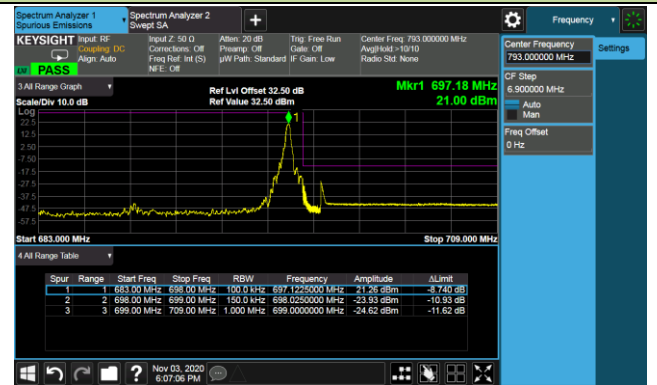 Spectrum Analyzer 1
Spurious Emissions
Spectrum Analyzer 2
Swept SA
Frequency
KEYSIGHT
Input: RF
Coupling: DC
Align: Auto
Input Z: 50 Ω
Corrections: Off
Freq Ref: Int (S)
NFE: Off
Atten: 20 dB
Preamp: Off
µW Path: Standard
Trig: Free Run
Gate: Off
IF Gain: Low
Center Freq: 793.000000 MHz
Avg|Hold:>10/10
Radio Std: None
PASS
3 All Range Graph
Ref Lvl Offset 32.50 dB
Mkr1 697.18 MHz
Scale/Div 10.0 dB
Ref Value 32.50 dBm
21.00 dBm
Log
1
22.5
12.5
2.50
-7.50
-17.5
-27.5
-37.5
-47.5
-57.5
Start 683.000 MHz
Stop 709.000 MHz
4 All Range Table
Spur Range Start Freq Stop Freq RBW Frequency Amplitude ΔLimit
1 1 683.00 MHz 698.00 MHz 100.0 kHz 697.1225000 MHz 21.26 dBm -8.740 dB
2 2 698.00 MHz 699.00 MHz 150.0 kHz 698.0250000 MHz -23.93 dBm -10.93 dB
3 3 699.00 MHz 709.00 MHz 1.000 MHz 699.0000000 MHz -24.62 dBm -11.62 dB
Center Frequency
793.000000 MHz
Settings
CF Step
6.900000 MHz
Auto
Man
Freq Offset
0 Hz
?
Nov 03, 2020
6:07:06 PM